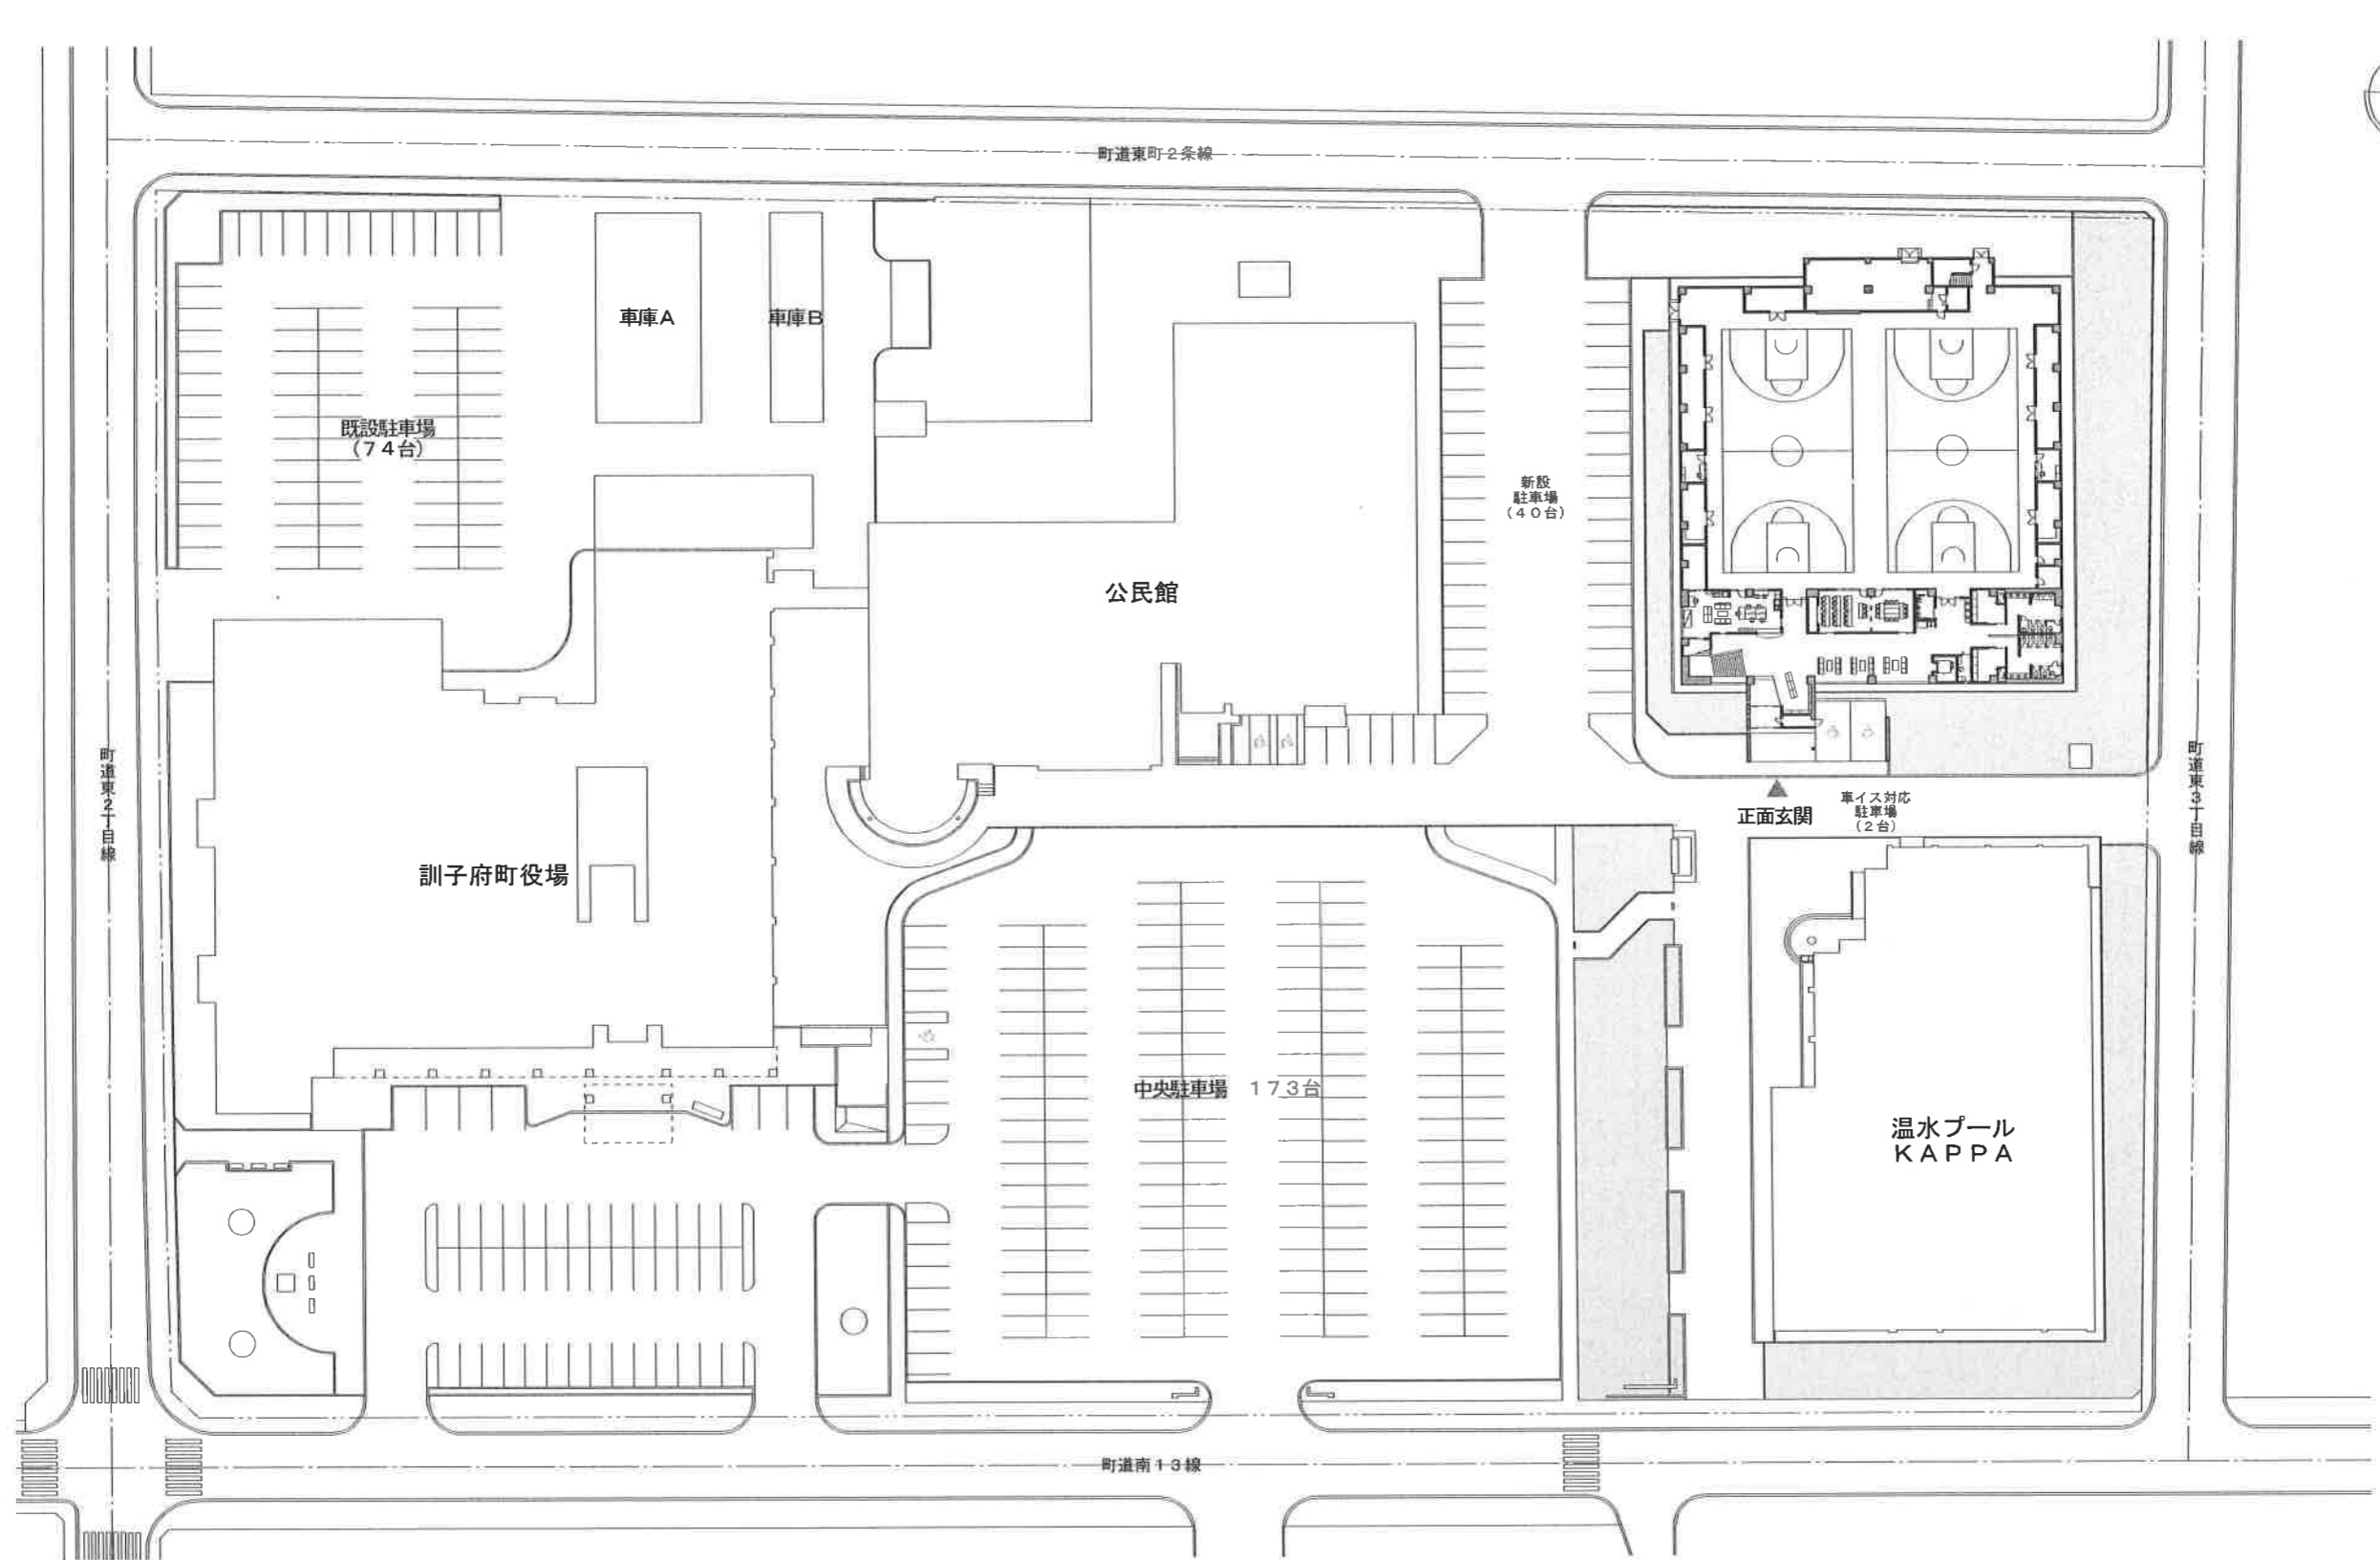 町道東町2条線
車庫A
車庫B
既設駐車場
(74台)
新設
駐車場
(40台)
公民館
町道東2丁目線
町道東3丁目線
正面玄関
車イス対応
駐車場
(2台)
訓子府町役場
中央駐車場 173台
温水プール
KAPPA
町道南13線